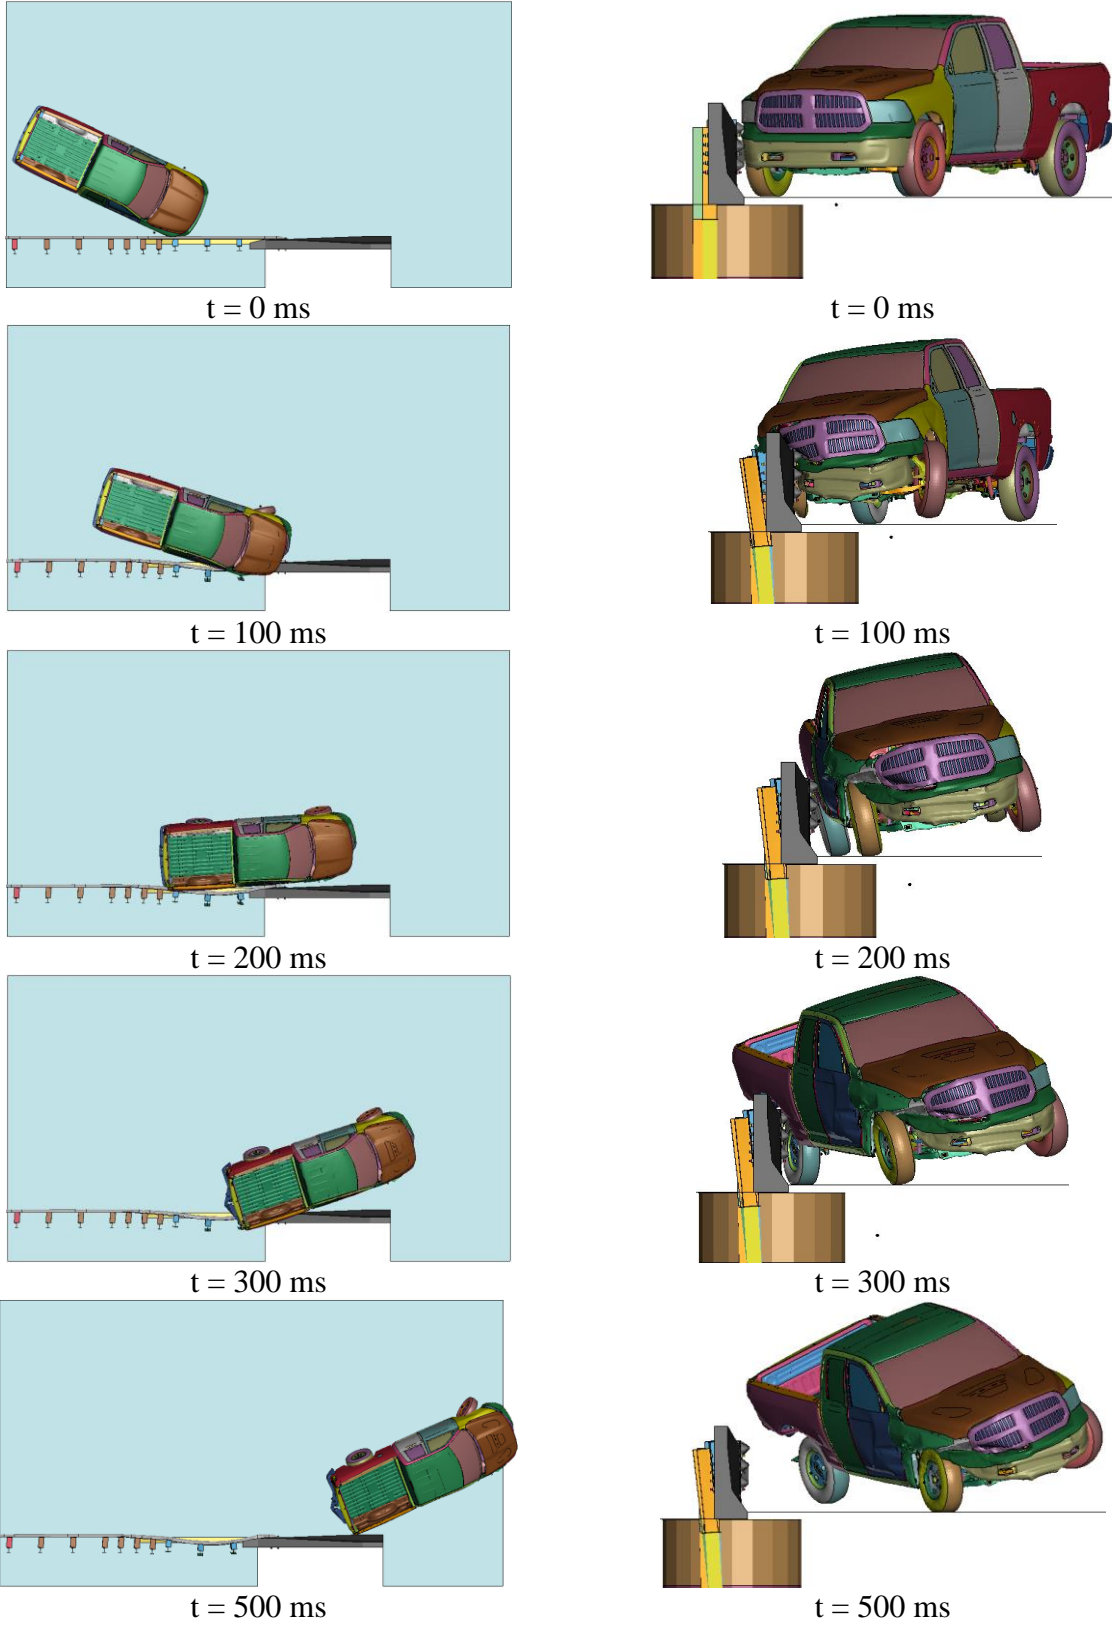 t = 0 ms
t = 0 ms
t = 100 ms
t = 100 ms
t = 200 ms
t = 200 ms
t = 300 ms
t = 300 ms
t = 500 ms
t = 500 ms